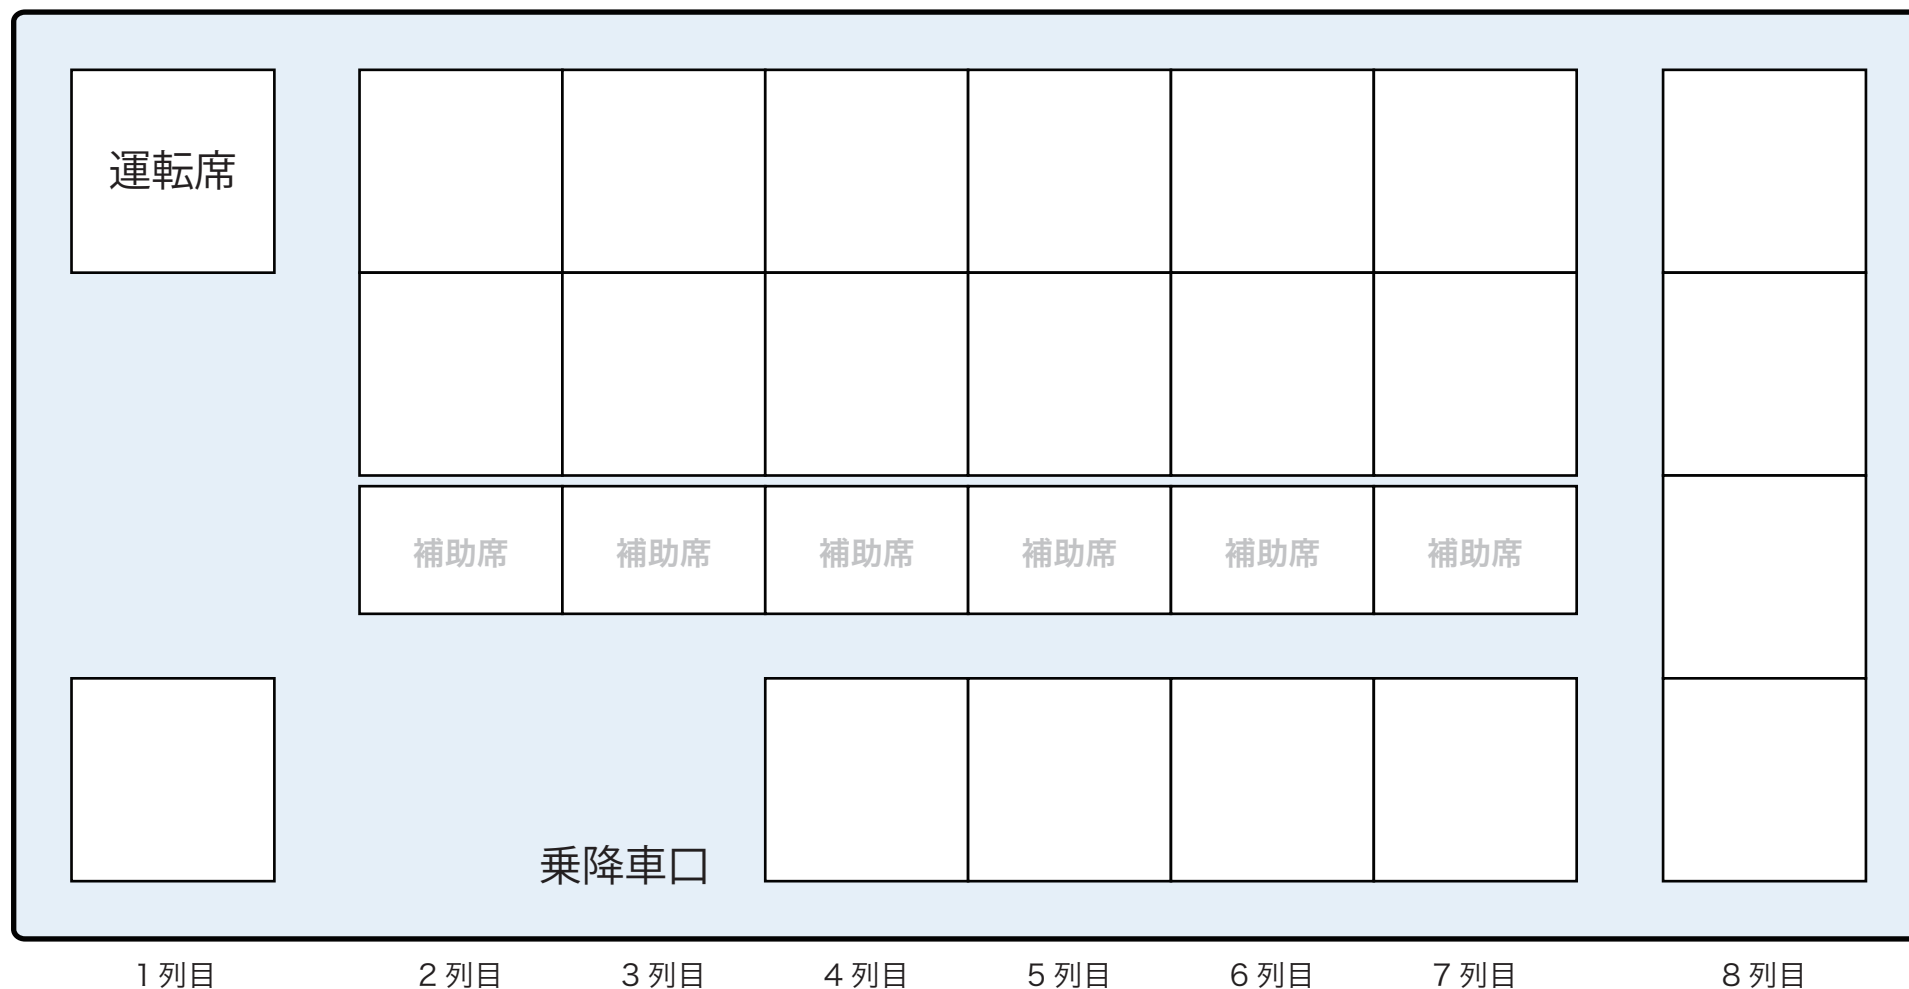 運転席
補助席 補助席 補助席 補助席 補助席 補助席
乗降車口
1列目 2列目 3列目 4列目 5列目 6列目 7列目 8列目